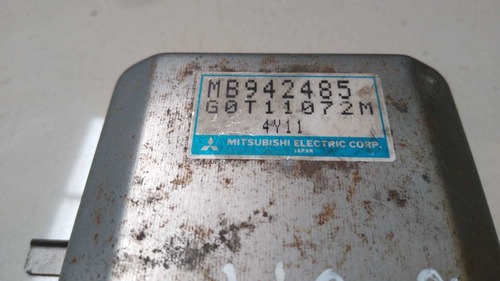 MB942485
G0T11072M
4Y11
MITSUBISHI ELECTRIC CORP.
JAPAN